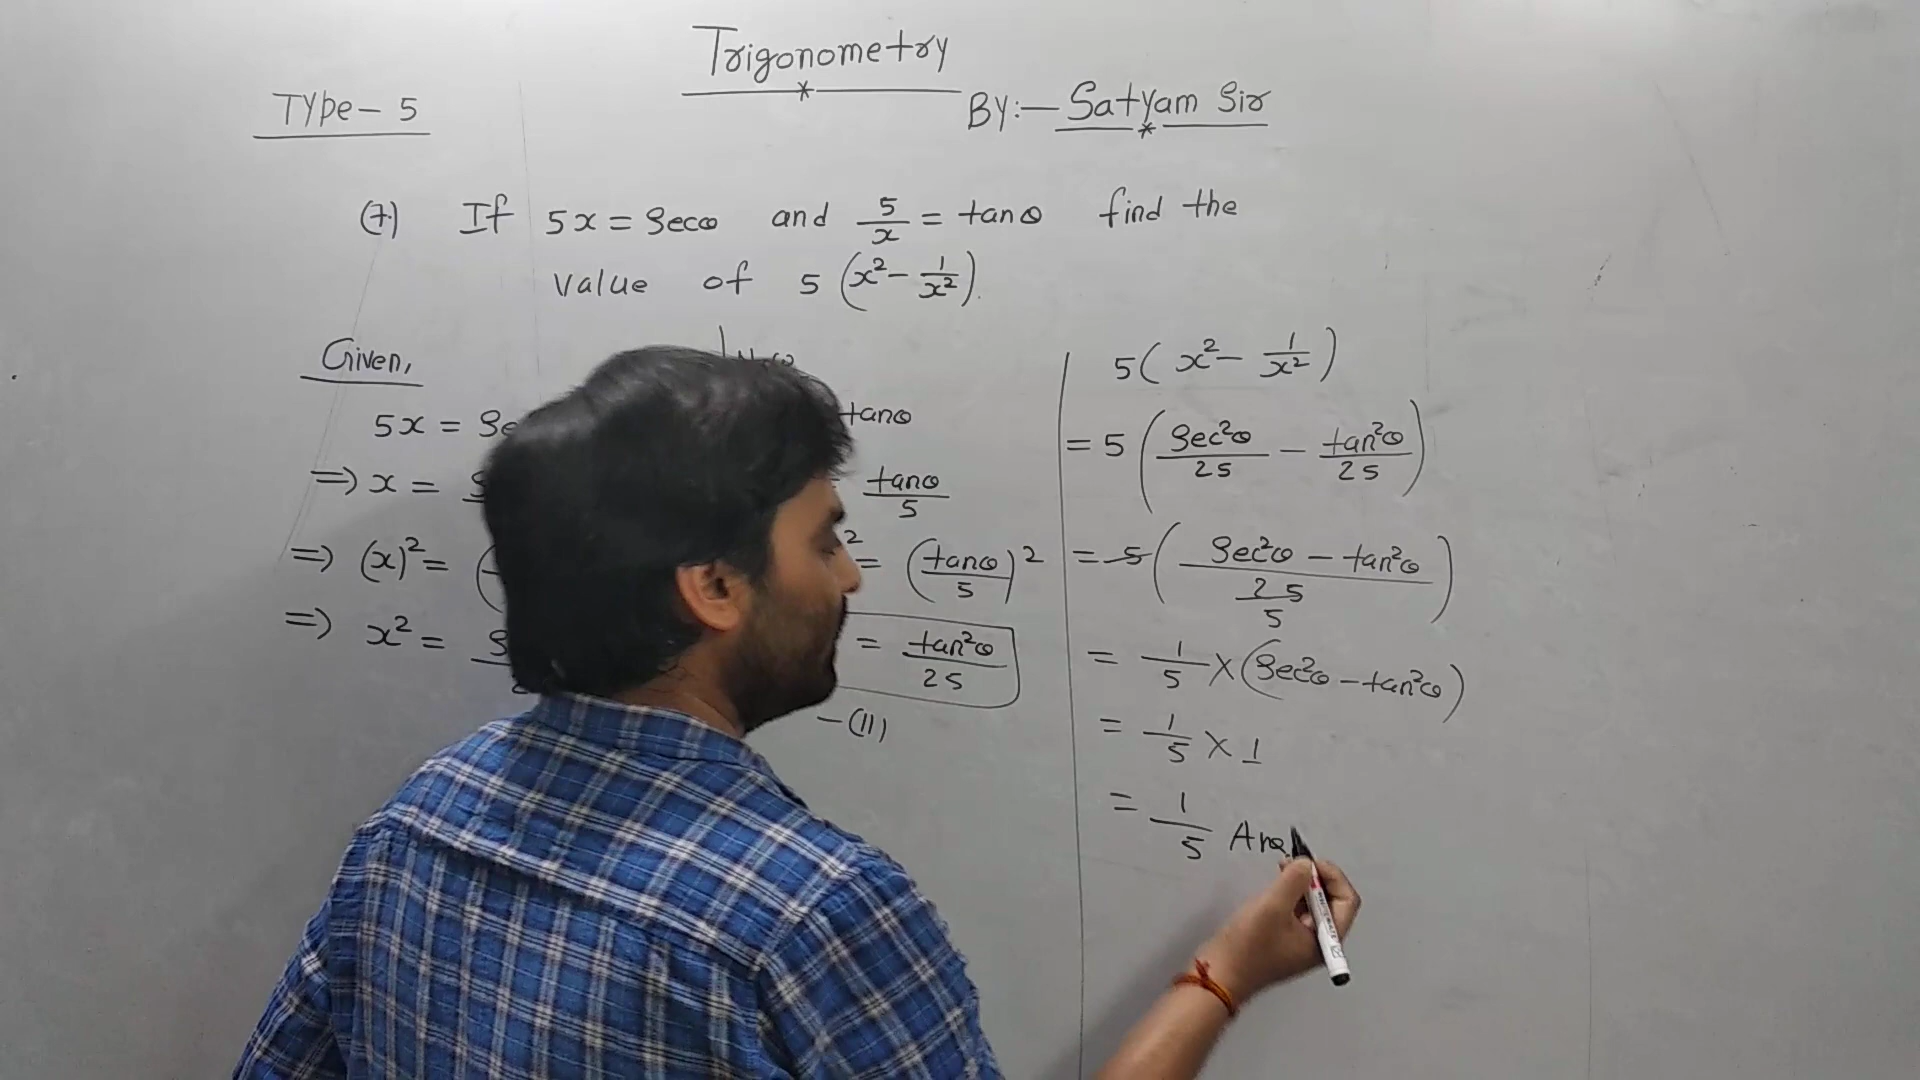 Trigonometry
TYPE- 5
BY:- Satyam Sir
(7.) If 5x = Secθ and 5/x = tanθ find the
value of 5 (x² - 1/x²).
Given,
5x = Se
⇒ x =
⇒ (x)² = (
⇒ x² =
tanθ
tanθ/5
² = (tanθ/5)²
= tan²θ/25
-(II)
5(x² - 1/x²)
= 5 (Sec²θ/25 - tan²θ/25)
= 5 (Sec²θ - tan²θ / 25)
5
= 1/5 × (Sec²θ - tan²θ)
= 1/5 × 1
= 1/5 Ans